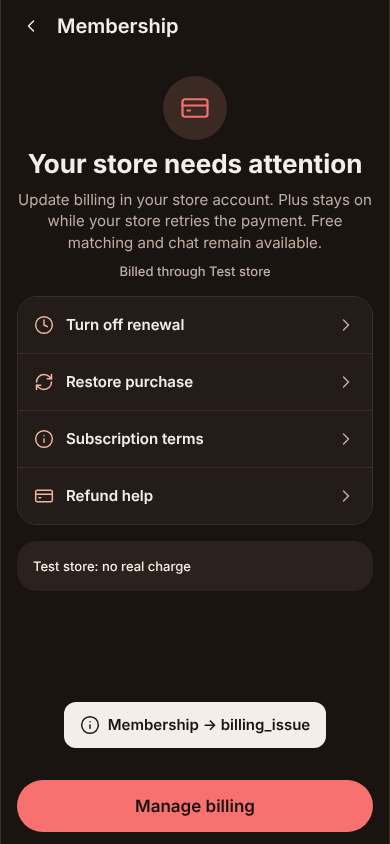 Membership
Your store needs attention
Update billing in your store account. Plus stays on
while your store retries the payment. Free
matching and chat remain available.
Billed through Test store
Turn off renewal
Restore purchase
Subscription terms
Refund help
Test store: no real charge
Membership → billing_issue
Manage billing